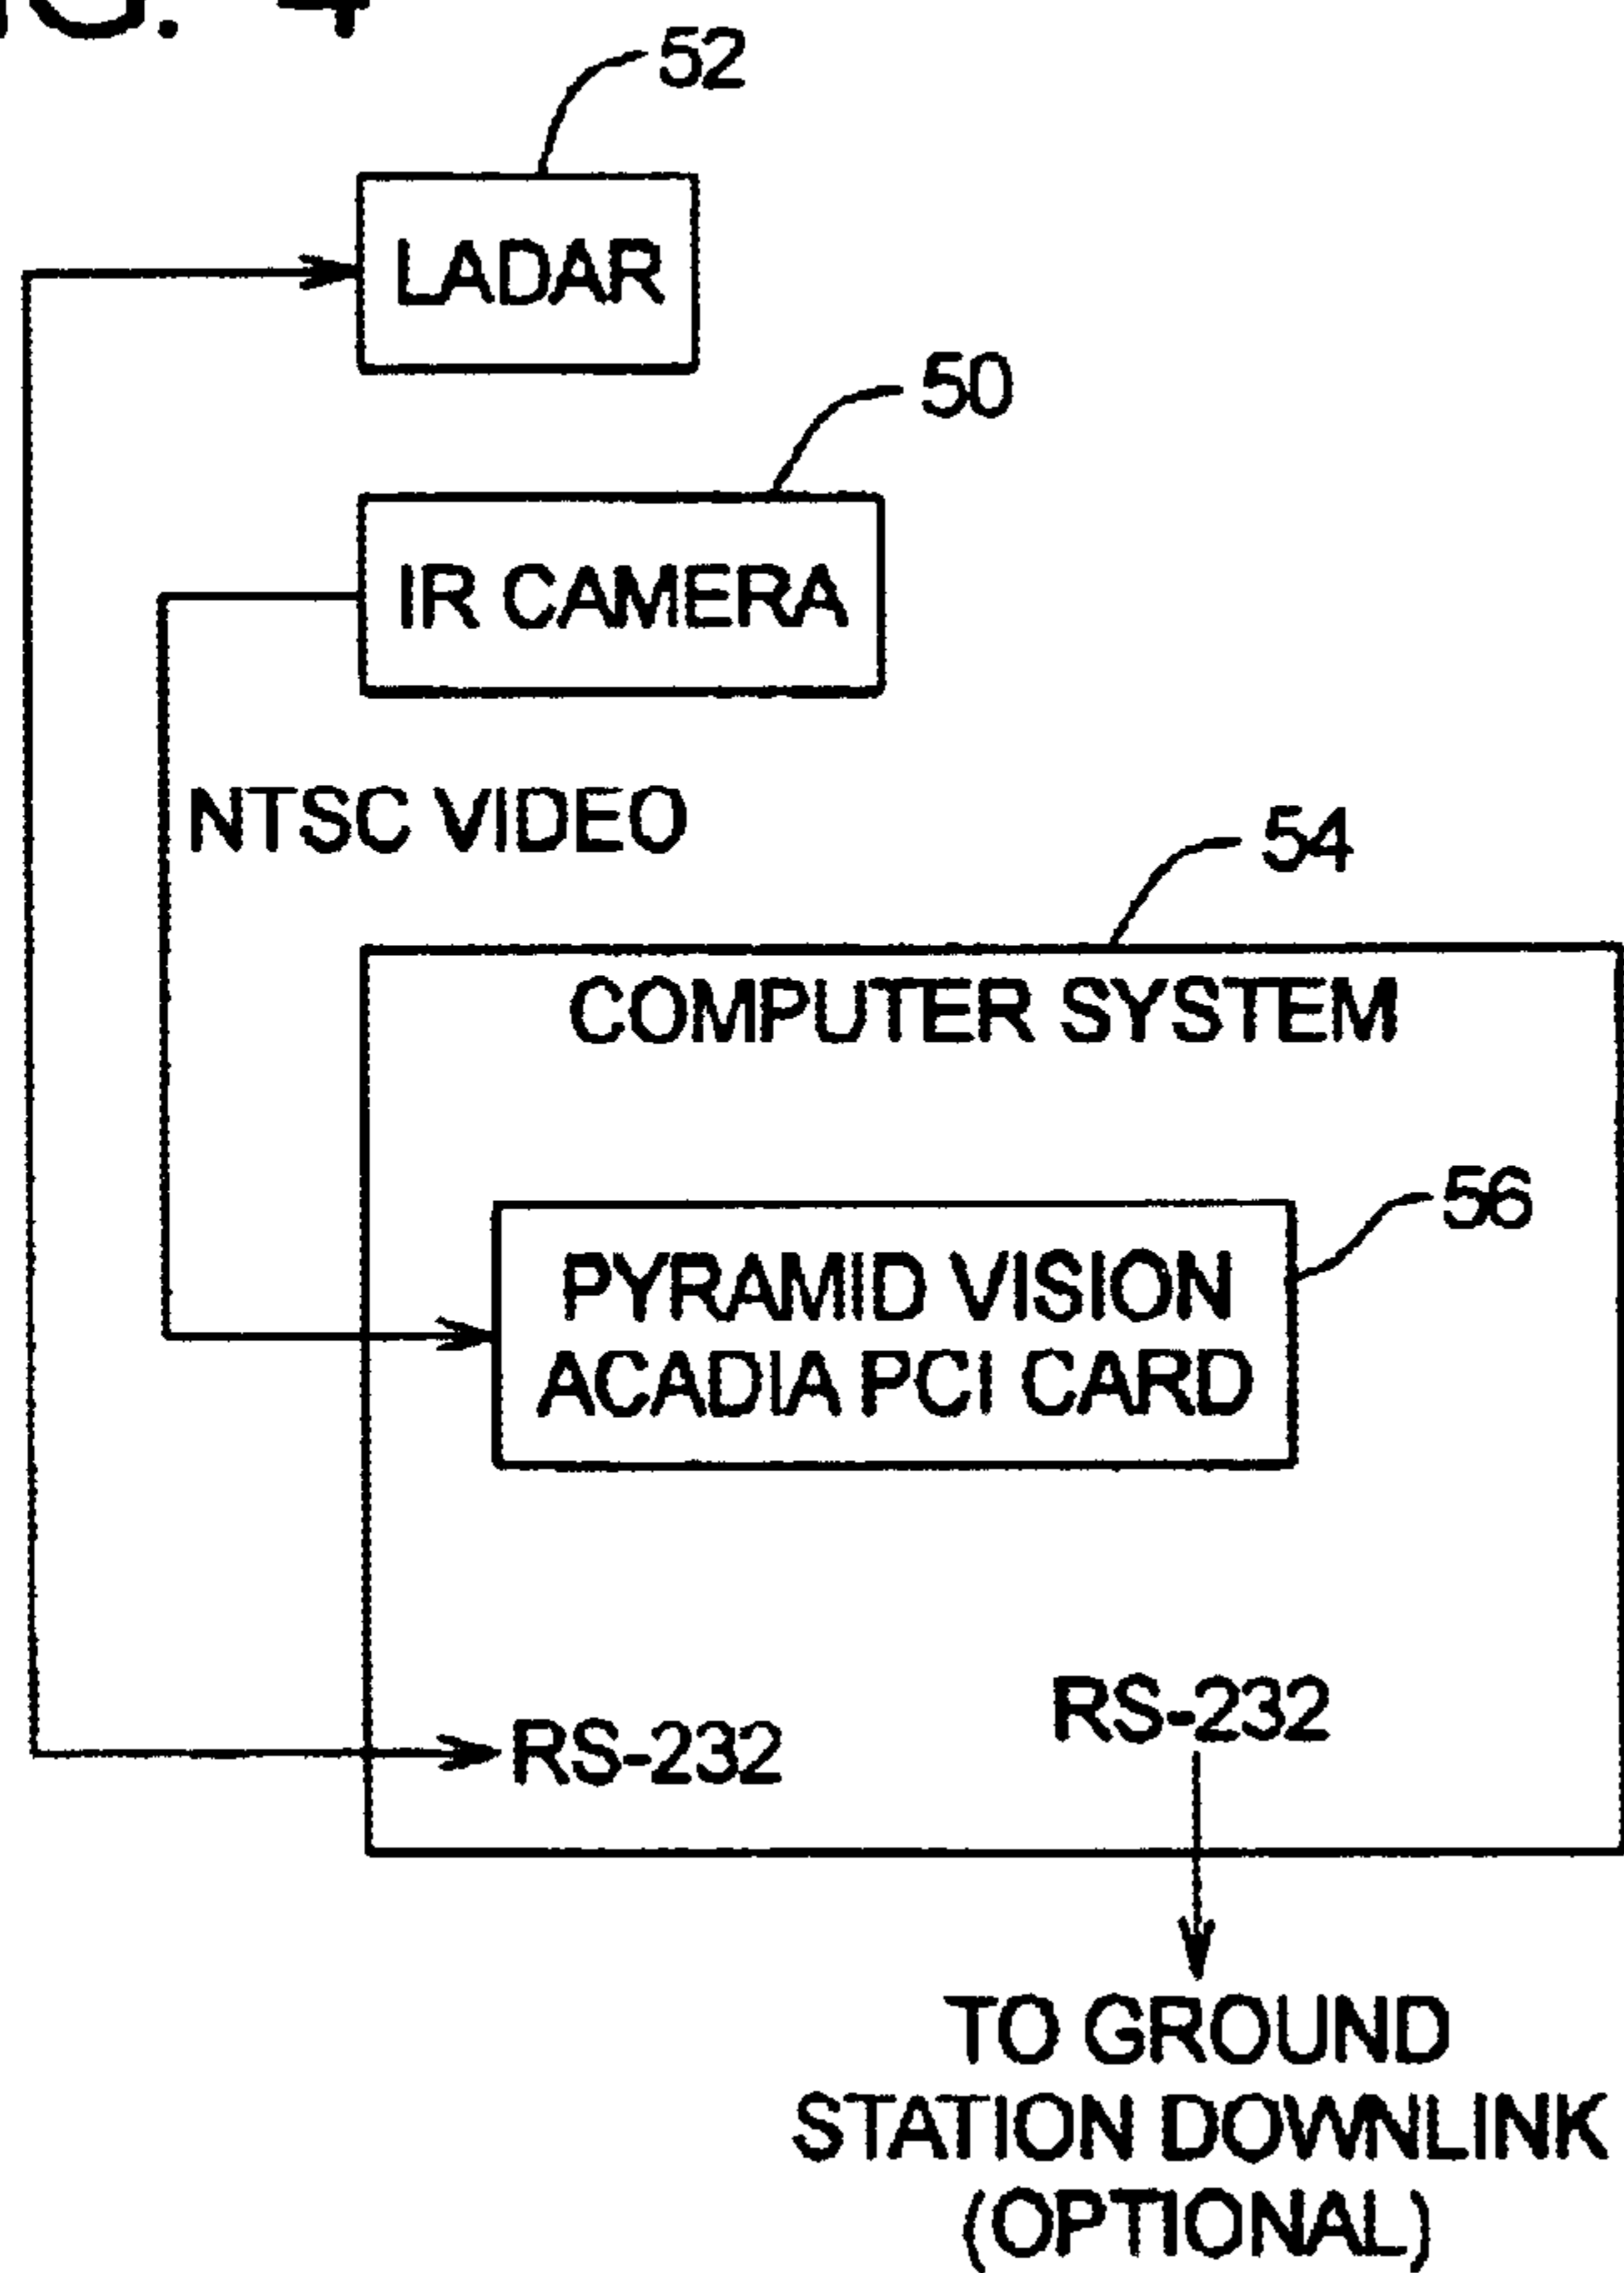 52
LADAR
50
IR CAMERA
NTSC VIDEO
54
COMPUTER SYSTEM
56
PYRAMID VISION
ACADIA PCI CARD
RS-232
RS-232
TO GROUND
STATION DOWNLINK
(OPTIONAL)